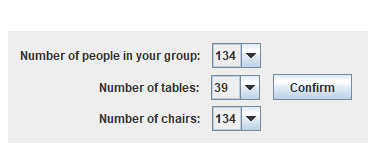 Number of people in your group: 134
Number of tables: 39 Confirm
Number of chairs: 134